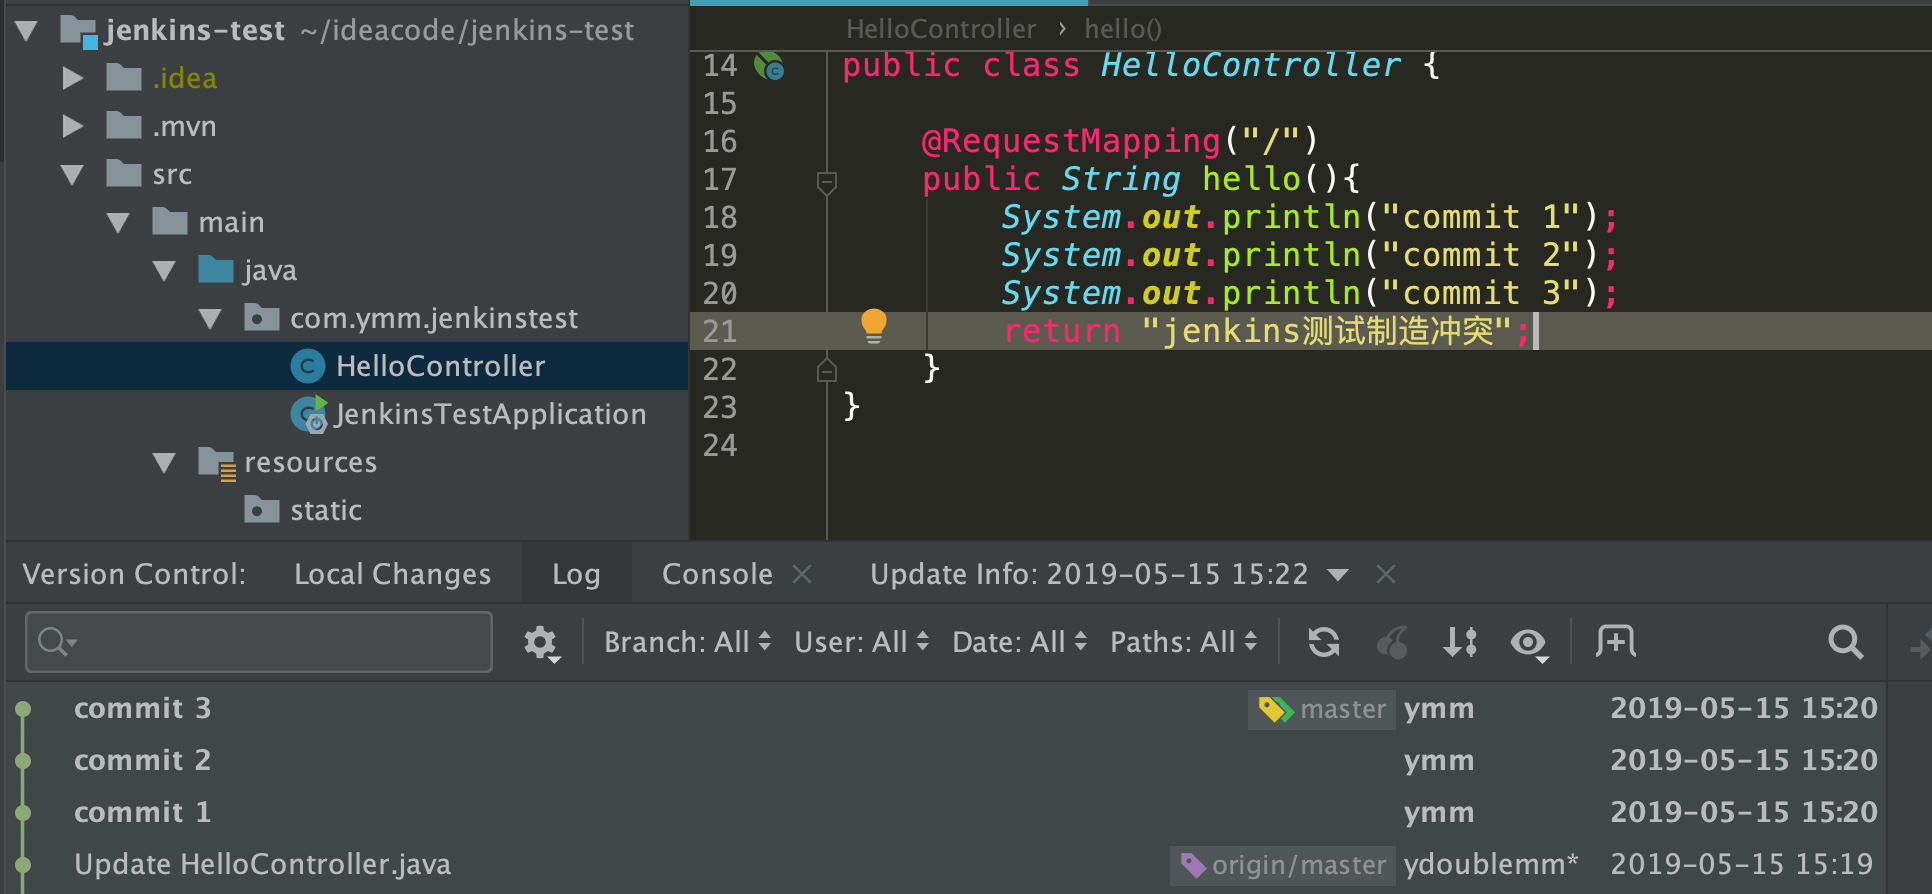 jenkins-test ~/ideacode/jenkins-test
.idea
.mvn
src
main
java
com.ymm.jenkinstest
HelloController
JenkinsTestApplication
resources
static
HelloController › hello()
14 public class HelloController {
15
16 @RequestMapping("/")
17 public String hello(){
18 System.out.println("commit 1");
19 System.out.println("commit 2");
20 System.out.println("commit 3");
21 return "jenkins测试制造冲突";
22 }
23 }
24
Version Control: Local Changes Log Console Update Info: 2019-05-15 15:22
Branch: All User: All Date: All Paths: All
commit 3 master ymm 2019-05-15 15:20
commit 2 ymm 2019-05-15 15:20
commit 1 ymm 2019-05-15 15:20
Update HelloController.java origin/master ydoublemm* 2019-05-15 15:19